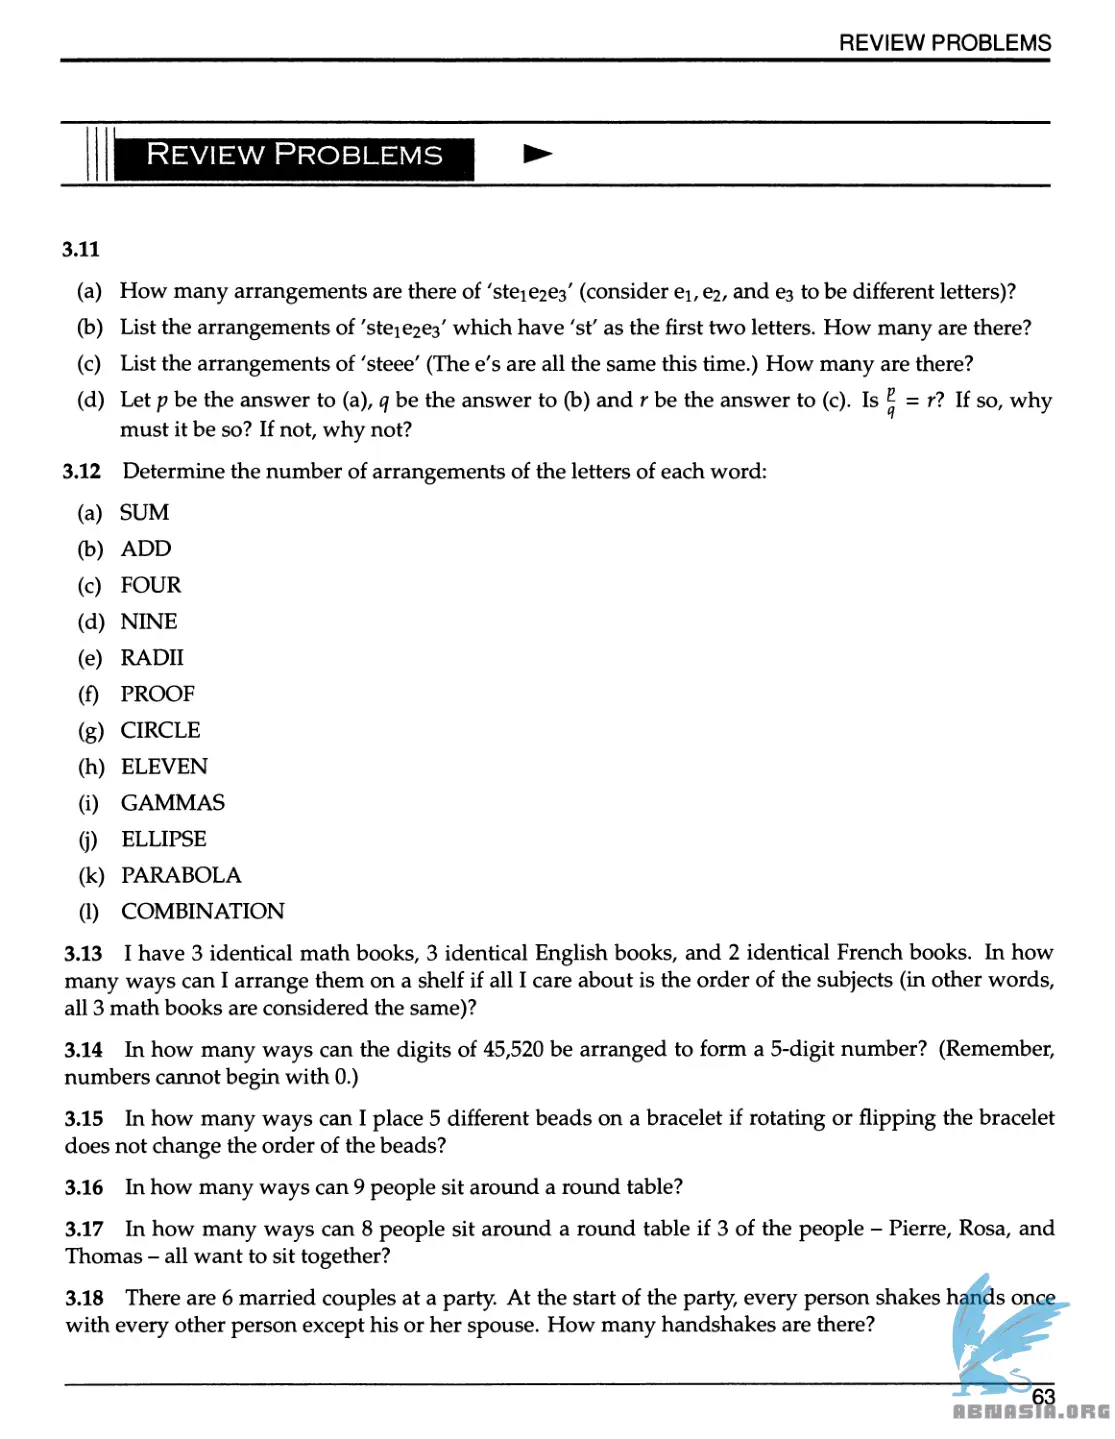 REVIEW PROBLEMS
REVIEW PROBLEMS
3.11
(a) How many arrangements are there of 'ste₁e₂e₃' (consider e₁, e₂, and e₃ to be different letters)?
(b) List the arrangements of 'ste₁e₂e₃' which have 'st' as the first two letters. How many are there?
(c) List the arrangements of 'steee' (The e's are all the same this time.) How many are there?
(d) Let p be the answer to (a), q be the answer to (b) and r be the answer to (c). Is p/q = r? If so, why
must it be so? If not, why not?
3.12 Determine the number of arrangements of the letters of each word:
(a) SUM
(b) ADD
(c) FOUR
(d) NINE
(e) RADII
(f) PROOF
(g) CIRCLE
(h) ELEVEN
(i) GAMMAS
(j) ELLIPSE
(k) PARABOLA
(l) COMBINATION
3.13 I have 3 identical math books, 3 identical English books, and 2 identical French books. In how
many ways can I arrange them on a shelf if all I care about is the order of the subjects (in other words,
all 3 math books are considered the same)?
3.14 In how many ways can the digits of 45,520 be arranged to form a 5-digit number? (Remember,
numbers cannot begin with 0.)
3.15 In how many ways can I place 5 different beads on a bracelet if rotating or flipping the bracelet
does not change the order of the beads?
3.16 In how many ways can 9 people sit around a round table?
3.17 In how many ways can 8 people sit around a round table if 3 of the people – Pierre, Rosa, and
Thomas – all want to sit together?
3.18 There are 6 married couples at a party. At the start of the party, every person shakes hands once
with every other person except his or her spouse. How many handshakes are there?
63
ABNASIA.ORG